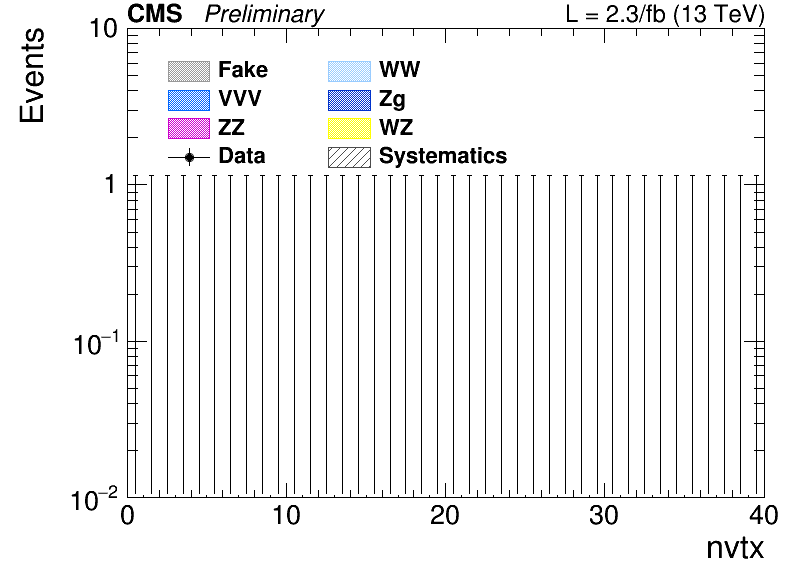 CMS Preliminary L = 2.3/fb (13 TeV)
Events
10
1
10−1
10−2
Fake WW
VVV Zg
ZZ WZ
Data Systematics
0 10 20 30 40
nvtx